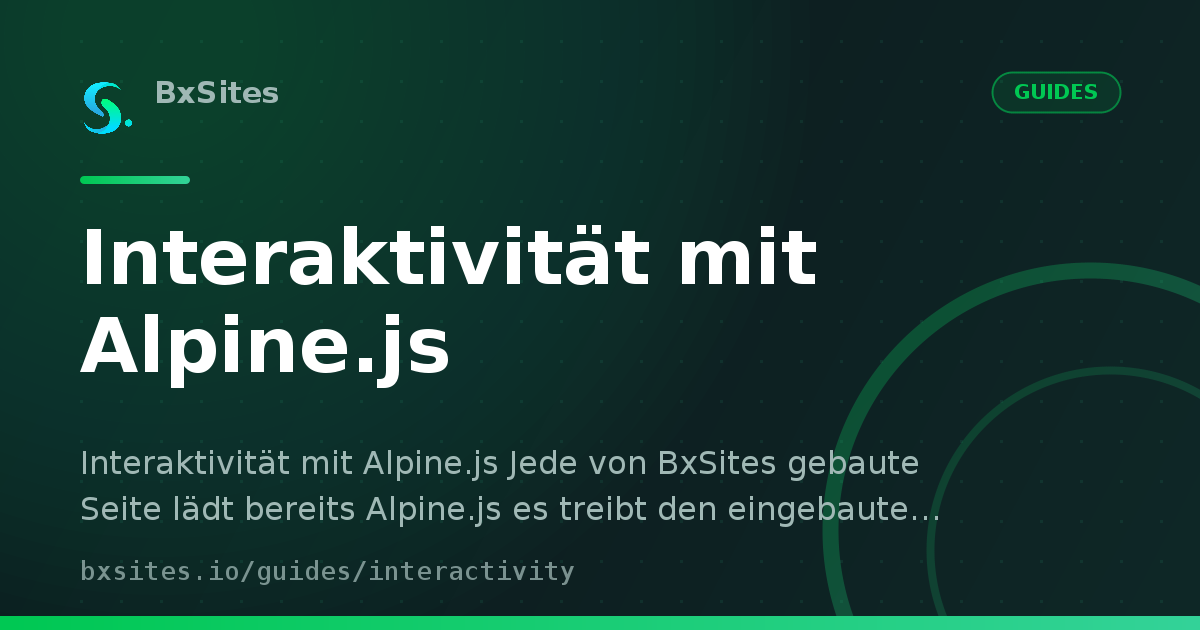 BxSites
GUIDES
Interaktivität mit
Alpine.js
Interaktivität mit Alpine.js Jede von BxSites gebaute
Seite lädt bereits Alpine.js es treibt den eingebaute…
bxsites.io/guides/interactivity